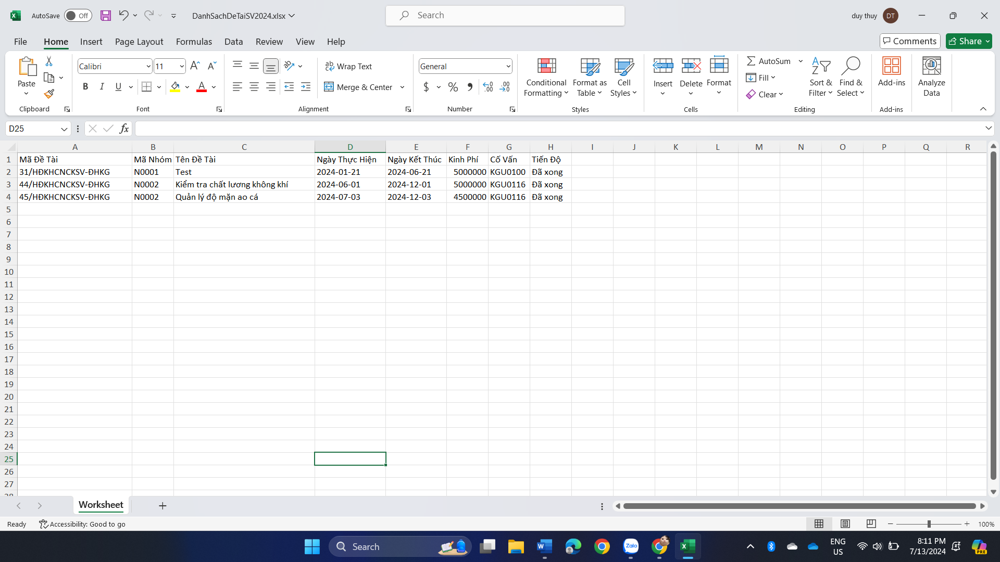 AutoSave Off DanhSachDeTaiSV2024.xlsx Search duy thuy DT
File Home Insert Page Layout Formulas Data Review View Help Comments Share
Paste
Clipboard
Calibri 11
B I U A
Font
Wrap Text
Merge & Center
Alignment
General
$ % 9
Number
Conditional Formatting
Format as Table
Cell Styles
Styles
Insert Delete Format
Cells
AutoSum
Fill
Clear
Sort & Filter
Find & Select
Editing
Add-ins
Add-ins
Analyze Data
D25 fx
A B C D E F G H I J K L M N O P Q R
1 Mã Đề Tài Mã Nhóm Tên Đề Tài Ngày Thực Hiện Ngày Kết Thúc Kinh Phí Cố Vấn Tiến Độ
2 31/HĐKHCNCKSV-ĐHKG N0001 Test 2024-01-21 2024-06-21 5000000 KGU0100 Đã xong
3 44/HĐKHCNCKSV-ĐHKG N0002 Kiểm tra chất lương không khí 2024-06-01 2024-12-01 5000000 KGU0116 Đã xong
4 45/HĐKHCNCKSV-ĐHKG N0002 Quản lý độ mặn ao cá 2024-07-03 2024-12-03 4500000 KGU0116 Đã xong
5
6
7
8
9
10
11
12
13
14
15
16
17
18
19
20
21
22
23
24
25
26
27
28
Worksheet
Ready Accessibility: Good to go 100%
Search Zalo ENG US 8:11 PM 7/13/2024 PRE